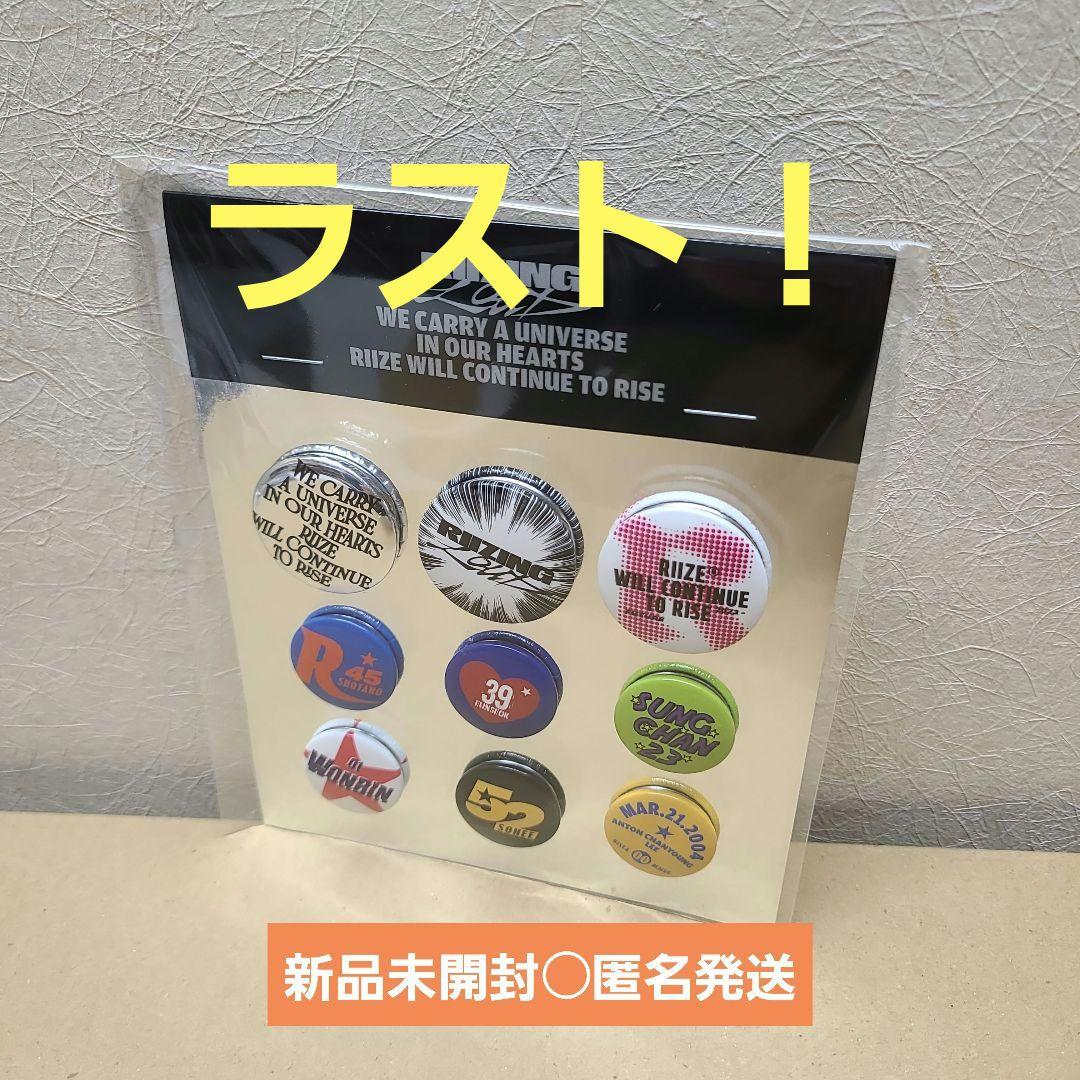 ラスト！
WE CARRY A UNIVERSE
IN OUR HEARTS
RIIZE WILL CONTINUE TO RISE
WE CARRY
A UNIVERSE
IN OUR HEARTS
RIIZE
WILL CONTINUE
TO RISE
RIIZING
Loud
RIIZE®
WILL CONTINUE
TO RISE
R 45
SHOTARO
39
EUNSEOK
SUNG
CHAN
23
01
WONBIN
52
SOHEE
MAR.21.2004
ANTON CHANYOUNG
LEE
新品未開封○匿名発送